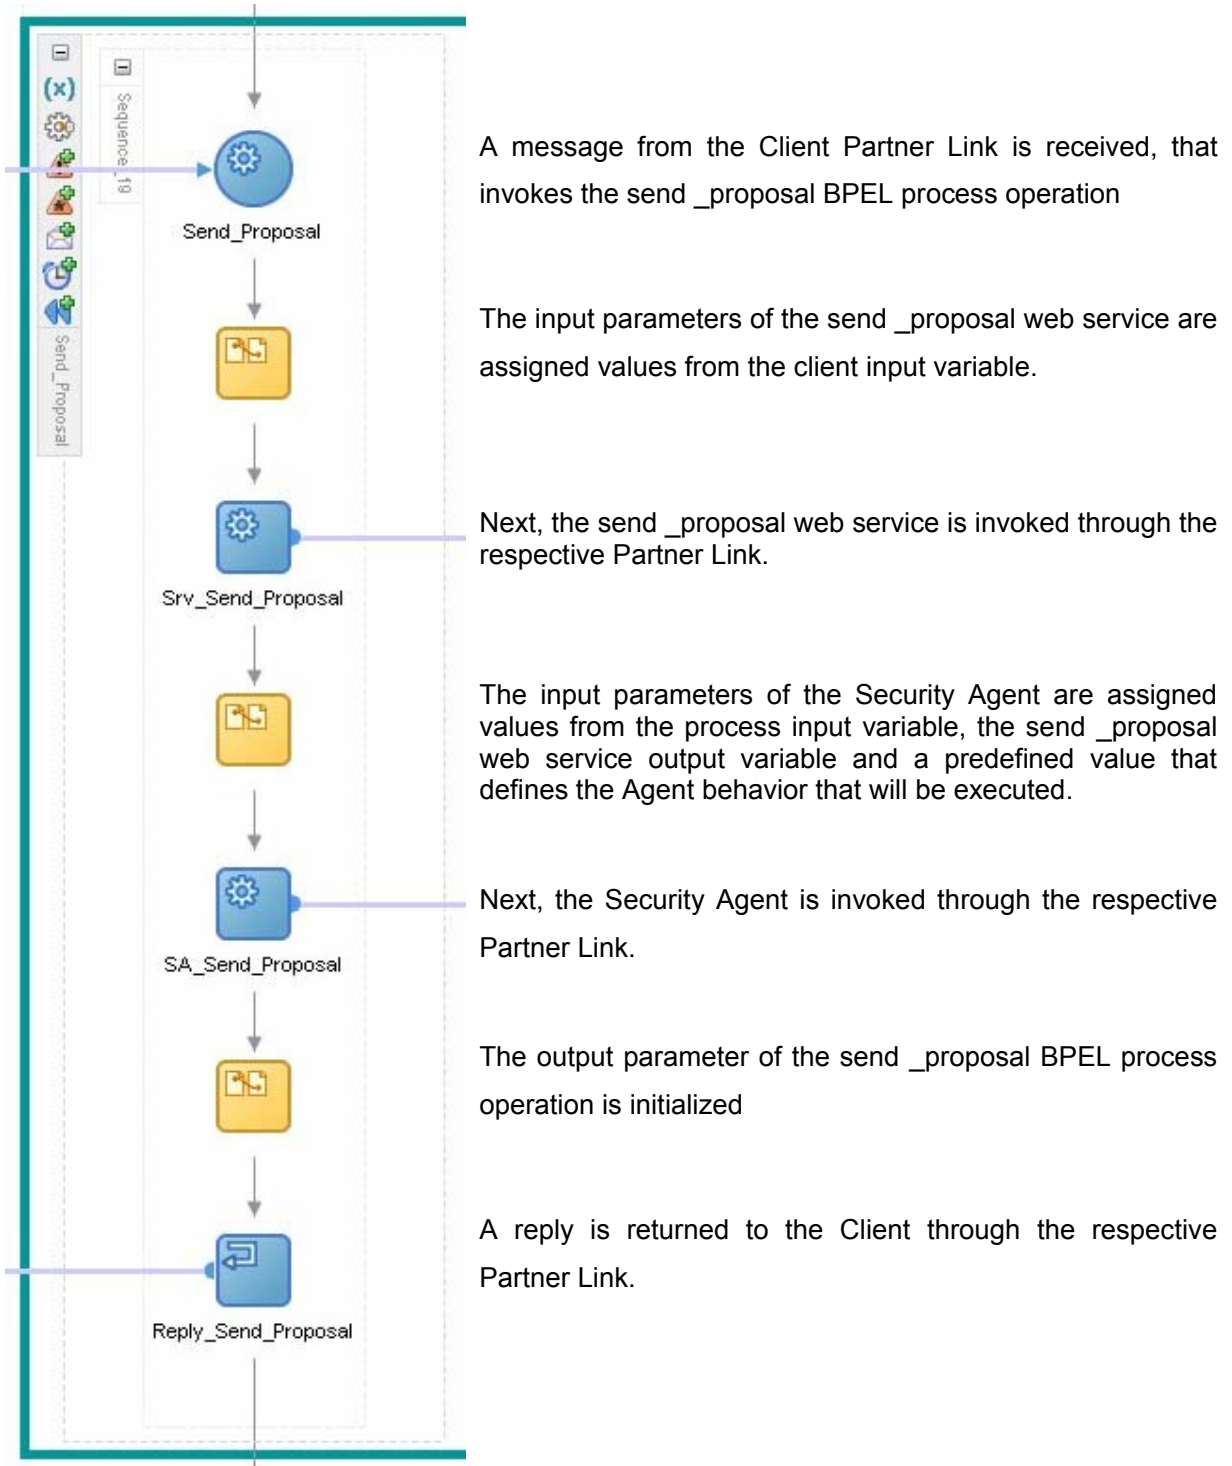 (x)
Sequence_19
Send_Proposal
Send_Proposal
A message from the Client Partner Link is received, that
invokes the send _proposal BPEL process operation
The input parameters of the send _proposal web service are
assigned values from the client input variable.
Next, the send _proposal web service is invoked through the
respective Partner Link.
Srv_Send_Proposal
The input parameters of the Security Agent are assigned
values from the process input variable, the send _proposal
web service output variable and a predefined value that
defines the Agent behavior that will be executed.
Next, the Security Agent is invoked through the respective
Partner Link.
SA_Send_Proposal
The output parameter of the send _proposal BPEL process
operation is initialized
A reply is returned to the Client through the respective
Partner Link.
Reply_Send_Proposal